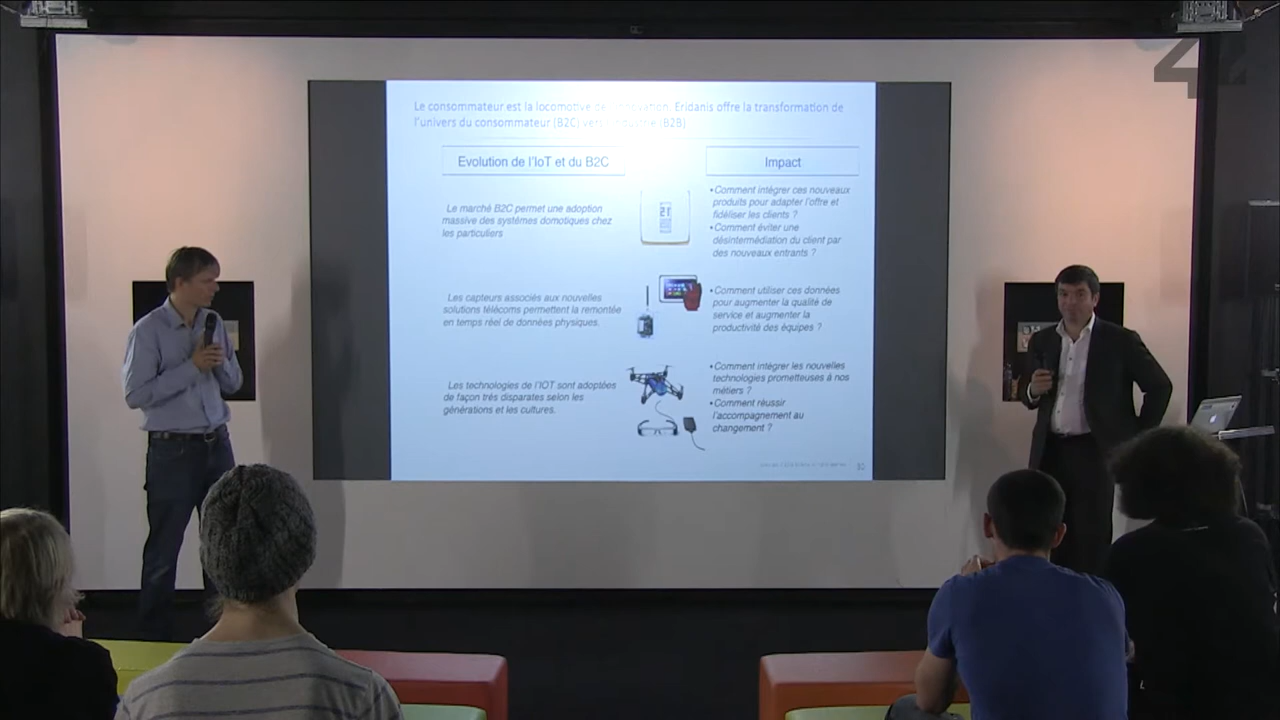 42
Le consommateur est la locomotive de l'innovation: Eridanis offre la transformation de
l'univers du consommateur (B2C) vers l'industrie (B2B)
Evolution de l'IoT et du B2C
Le marché B2C permet une adoption
massive des systèmes domotiques chez
les particuliers
Les capteurs associés aux nouvelles
solutions télécoms permettent la remontée
en temps réel de données physiques.
Les technologies de l'IOT sont adoptées
de façon très disparates selon les
générations et les cultures.
21
Impact
•Comment intégrer ces nouveaux
produits pour adapter l'offre et
fidéliser les clients ?
•Comment éviter une
désintermédiation du client par
des nouveaux entrants ?
•Comment utiliser ces données
pour augmenter la qualité de
service et augmenter la
productivité des équipes ?
•Comment intégrer les nouvelles
technologies prometteuses à nos
métiers ?
•Comment réussir
l'accompagnement au
changement ?